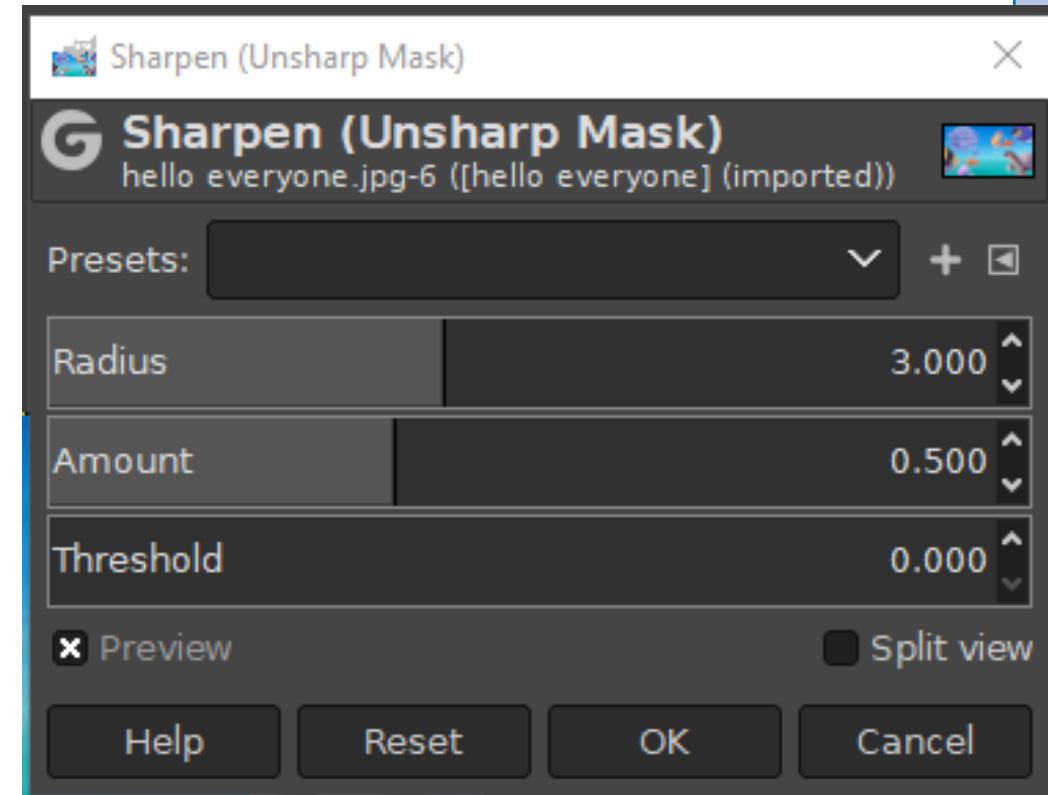 Sharpen (Unsharp Mask)
Sharpen (Unsharp Mask)
hello everyone.jpg-6 ([hello everyone] (imported))
Presets:
Radius 3.000
Amount 0.500
Threshold 0.000
Preview Split view
Help Reset OK Cancel